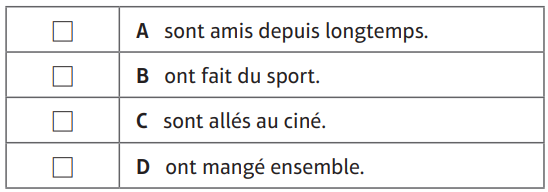 A sont amis depuis longtemps.
B ont fait du sport.
C sont allés au ciné.
D ont mangé ensemble.